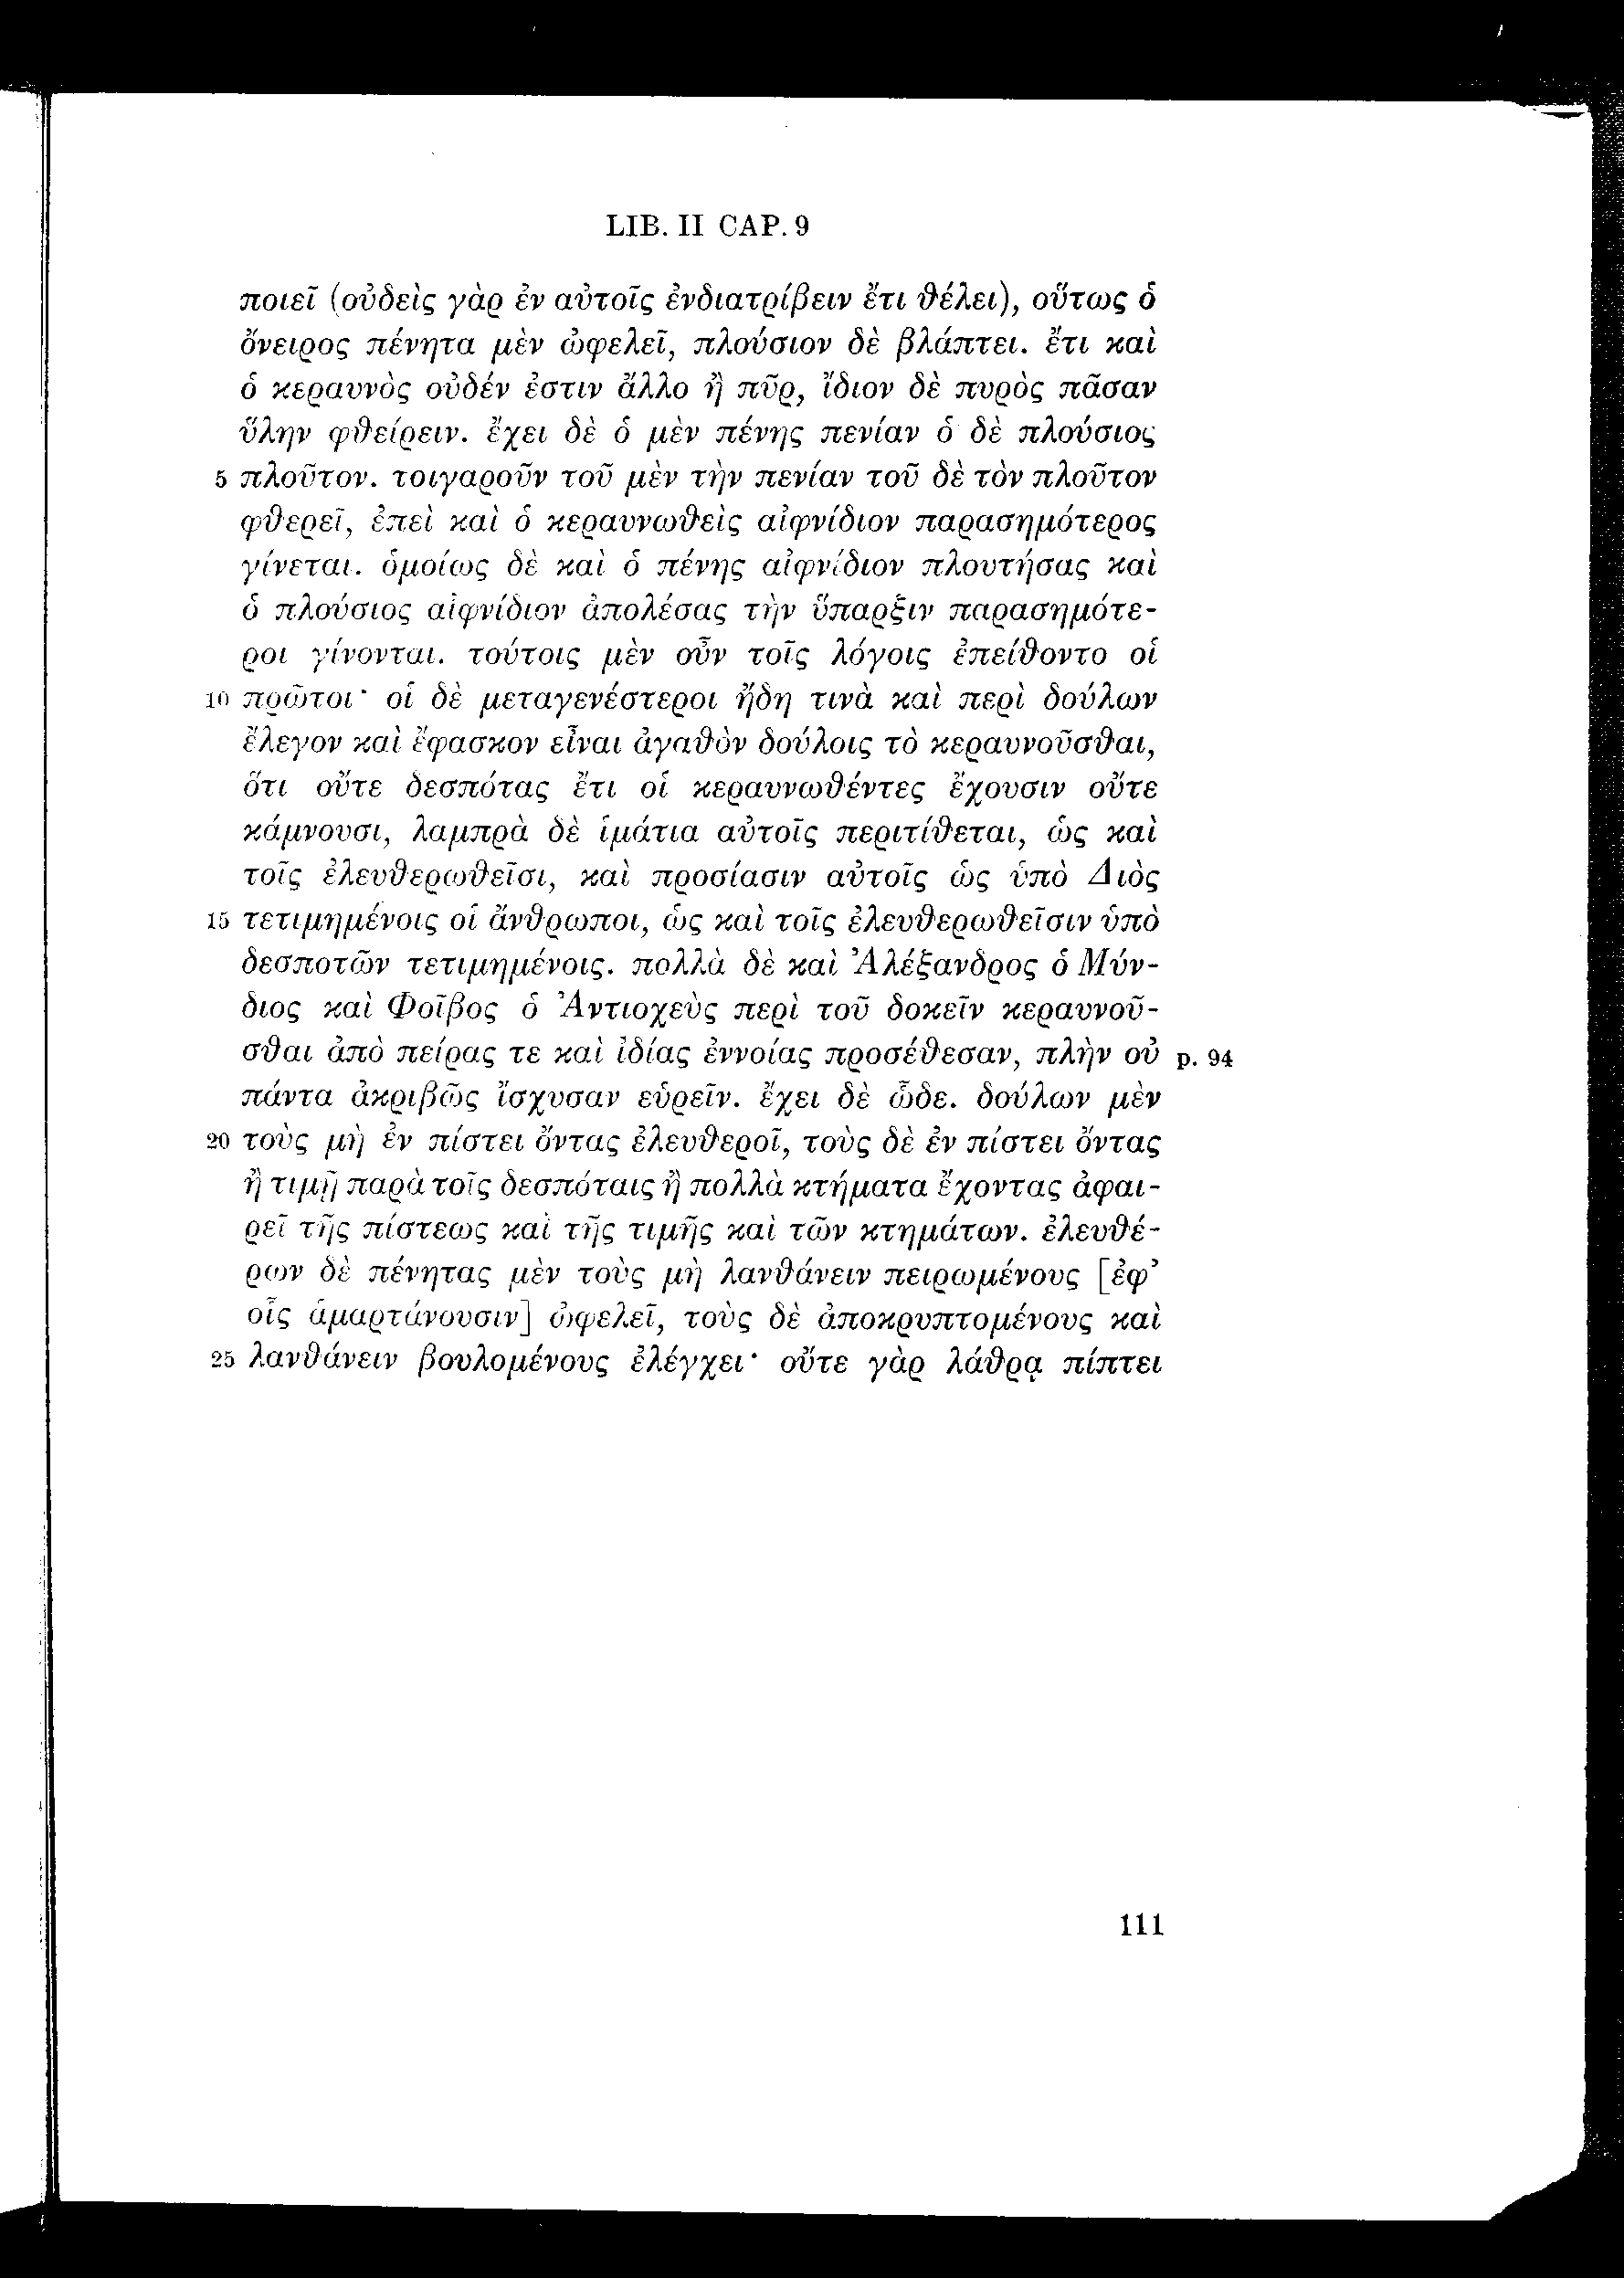 LIB. II CAP. 9
ποιεῖ (οὐδεὶς γὰρ ἐν αὐτοῖς ἐνδιατρίβειν ἔτι θέλει), οὕτως ὁ
ὄνειρος πένητα μὲν ὠφελεῖ, πλούσιον δὲ βλάπτει. ἔτι καὶ
ὁ κεραυνὸς οὐδέν ἐστιν ἄλλο ἢ πῦρ, ἴδιον δὲ πυρὸς πᾶσαν
ὕλην φθείρειν. ἔχει δὲ ὁ μὲν πένης πενίαν ὁ δὲ πλούσιος
5 πλοῦτον. τοιγαροῦν τοῦ μὲν τὴν πενίαν τοῦ δὲ τὸν πλοῦτον
φθερεῖ, ἐπεὶ καὶ ὁ κεραυνωθεὶς αἰφνίδιον παρασημότερος
γίνεται. ὁμοίως δὲ καὶ ὁ πένης αἰφνίδιον πλουτήσας καὶ
ὁ πλούσιος αἰφνίδιον ἀπολέσας τὴν ὕπαρξιν παρασημότε-
ροι γίνονται. τούτοις μὲν οὖν τοῖς λόγοις ἐπείθοντο οἱ
10 πρῶτοι· οἱ δὲ μεταγενέστεροι ἤδη τινὰ καὶ περὶ δούλων
ἔλεγον καὶ ἔφασκον εἶναι ἀγαθὸν δούλοις τὸ κεραυνοῦσθαι,
ὅτι οὔτε δεσπότας ἔτι οἱ κεραυνωθέντες ἔχουσιν οὔτε
κάμνουσι, λαμπρὰ δὲ ἱμάτια αὐτοῖς περιτίθεται, ὡς καὶ
τοῖς ἐλευθερωθεῖσι, καὶ προσίασιν αὐτοῖς ὡς ὑπὸ Διὸς
15 τετιμημένοις οἱ ἄνθρωποι, ὡς καὶ τοῖς ἐλευθερωθεῖσιν ὑπὸ
δεσποτῶν τετιμημένοις. πολλὰ δὲ καὶ Ἀλέξανδρος ὁ Μύν-
διος καὶ Φοῖβος ὁ Ἀντιοχεὺς περὶ τοῦ δοκεῖν κεραυνοῦ-
σθαι ἀπὸ πείρας τε καὶ ἰδίας ἐννοίας προσέθεσαν, πλὴν οὐ p. 94
πάντα ἀκριβῶς ἴσχυσαν εὑρεῖν. ἔχει δὲ ὧδε. δούλων μὲν
20 τοὺς μὴ ἐν πίστει ὄντας ἐλευθεροῖ, τοὺς δὲ ἐν πίστει ὄντας
ἢ τιμῇ παρὰ τοῖς δεσπόταις ἢ πολλὰ κτήματα ἔχοντας ἀφαι-
ρεῖ τῆς πίστεως καὶ τῆς τιμῆς καὶ τῶν κτημάτων. ἐλευθέ-
ρων δὲ πένητας μὲν τοὺς μὴ λανθάνειν πειρωμένους [ἐφ’
οἷς ἁμαρτάνουσιν] ὠφελεῖ, τοὺς δὲ ἀποκρυπτομένους καὶ
25 λανθάνειν βουλομένους ἐλέγχει· οὔτε γὰρ λάθρᾳ πίπτει
111